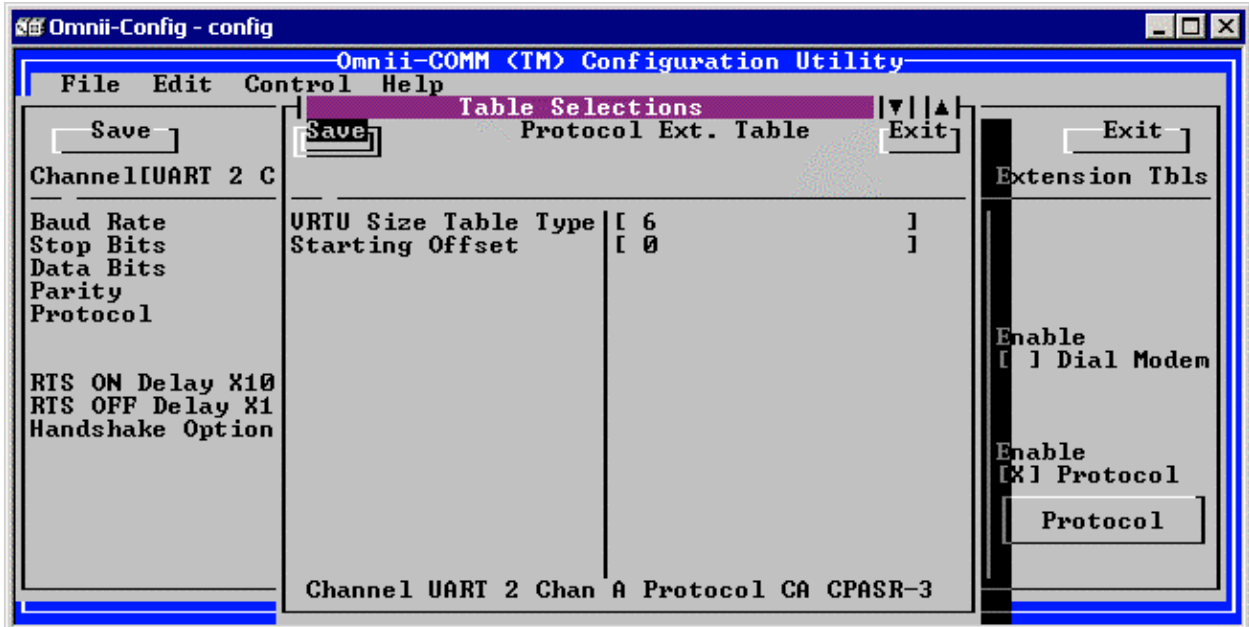 Omnii-Config - config
Omnii-COMM (TM) Configuration Utility
File Edit Control Help
Table Selections
Save
Save
Protocol Ext. Table
Exit
Exit
Channel[UART 2 C
Extension Tbls
Baud Rate
VRTU Size Table Type [ 6 ]
Stop Bits
Starting Offset [ 0 ]
Data Bits
Parity
Protocol
Enable
[ ] Dial Modem
RTS ON Delay X10
RTS OFF Delay X1
Handshake Option
Enable
[X] Protocol
Protocol
Channel UART 2 Chan A Protocol CA CPASR-3